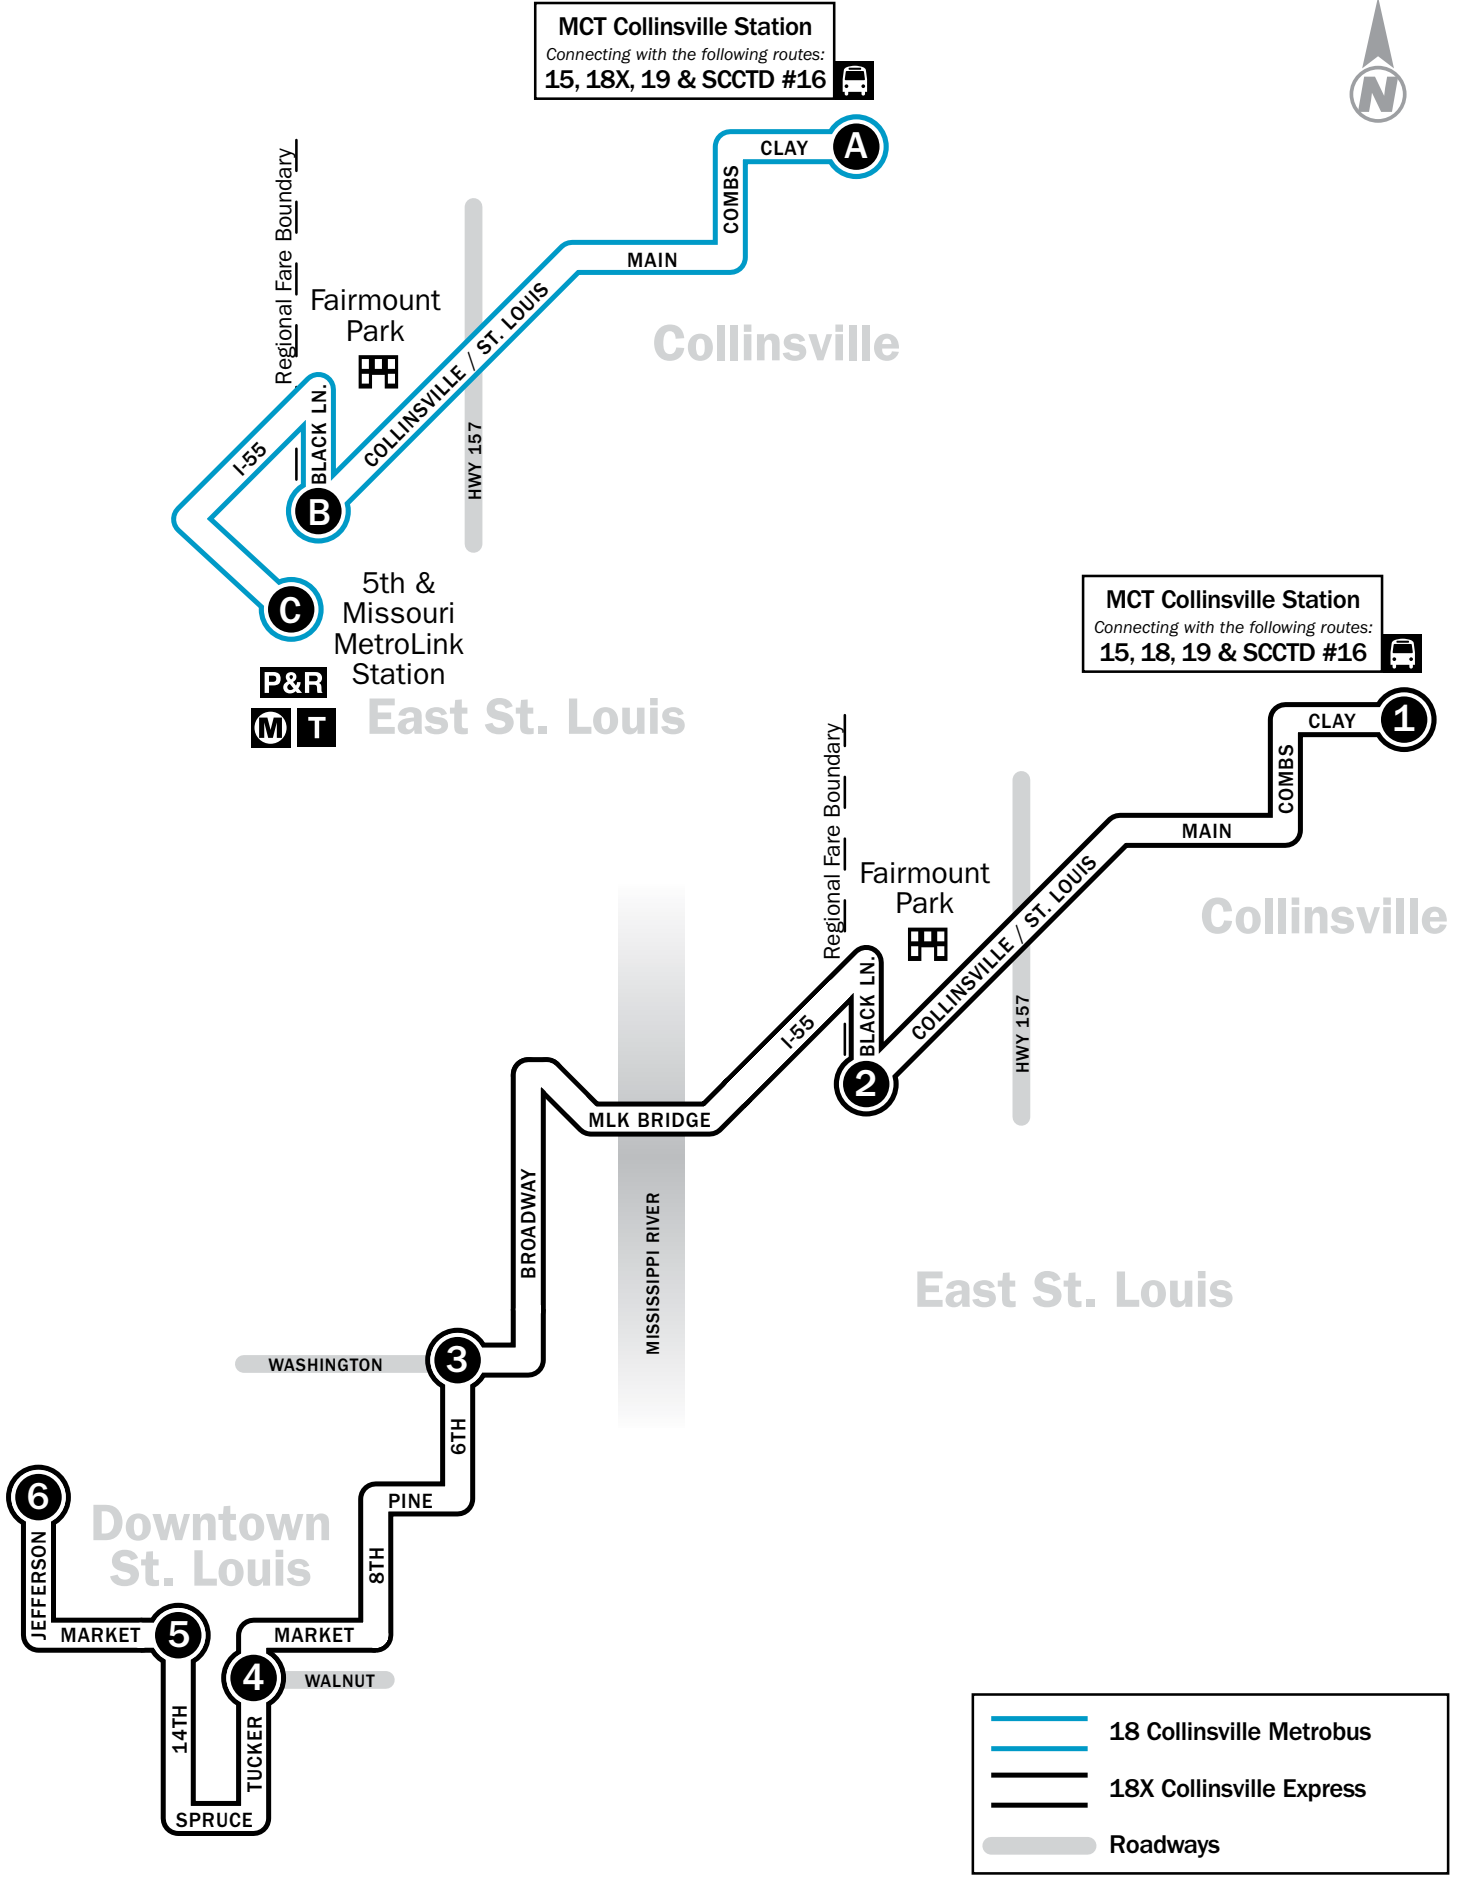 MCT Collinsville Station
Connecting with the following routes:
15, 18X, 19 & SCCTD #16
N
A
CLAY
COMBS
MAIN
Regional Fare Boundary
Fairmount
Park
COLLINSVILLE / ST. LOUIS
Collinsville
HWY 157
BLACK LN.
I-55
B
C
5th &
Missouri
MetroLink
Station
P&R
M
T
East St. Louis
MCT Collinsville Station
Connecting with the following routes:
15, 18, 19 & SCCTD #16
1
CLAY
COMBS
MAIN
Regional Fare Boundary
Fairmount
Park
COLLINSVILLE / ST. LOUIS
Collinsville
HWY 157
BLACK LN.
I-55
2
MLK BRIDGE
BROADWAY
MISSISSIPPI RIVER
East St. Louis
WASHINGTON
3
6TH
PINE
8TH
6
Downtown
St. Louis
JEFFERSON
MARKET
5
MARKET
4
WALNUT
14TH
TUCKER
SPRUCE
18 Collinsville Metrobus
18X Collinsville Express
Roadways